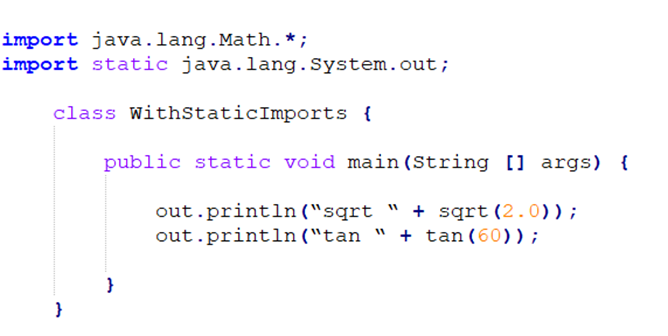 import java.lang.Math.*;
import static java.lang.System.out;
class WithStaticImports {
public static void main(String [] args) {
out.println(“sqrt “ + sqrt(2.0));
out.println(“tan “ + tan(60));
}
}